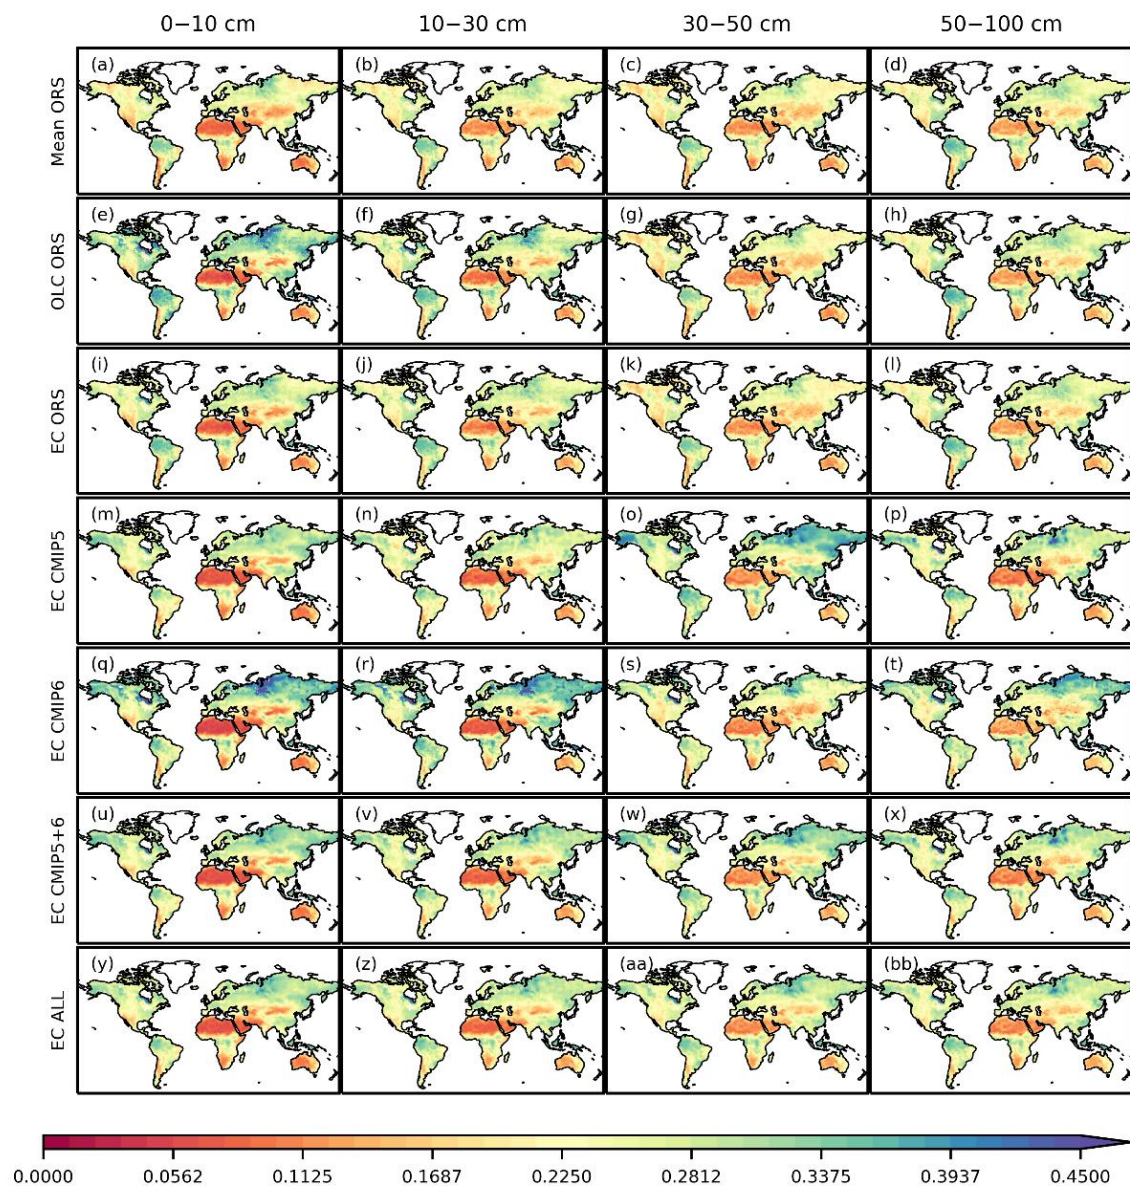 0−10 cm 10−30 cm 30−50 cm 50−100 cm
Mean ORS
(a) (b) (c) (d)
OLC ORS
(e) (f) (g) (h)
EC ORS
(i) (j) (k) (l)
EC CMIP5
(m) (n) (o) (p)
EC CMIP6
(q) (r) (s) (t)
EC CMIP5+6
(u) (v) (w) (x)
EC ALL
(y) (z) (aa) (bb)
0.0000 0.0562 0.1125 0.1687 0.2250 0.2812 0.3375 0.3937 0.4500